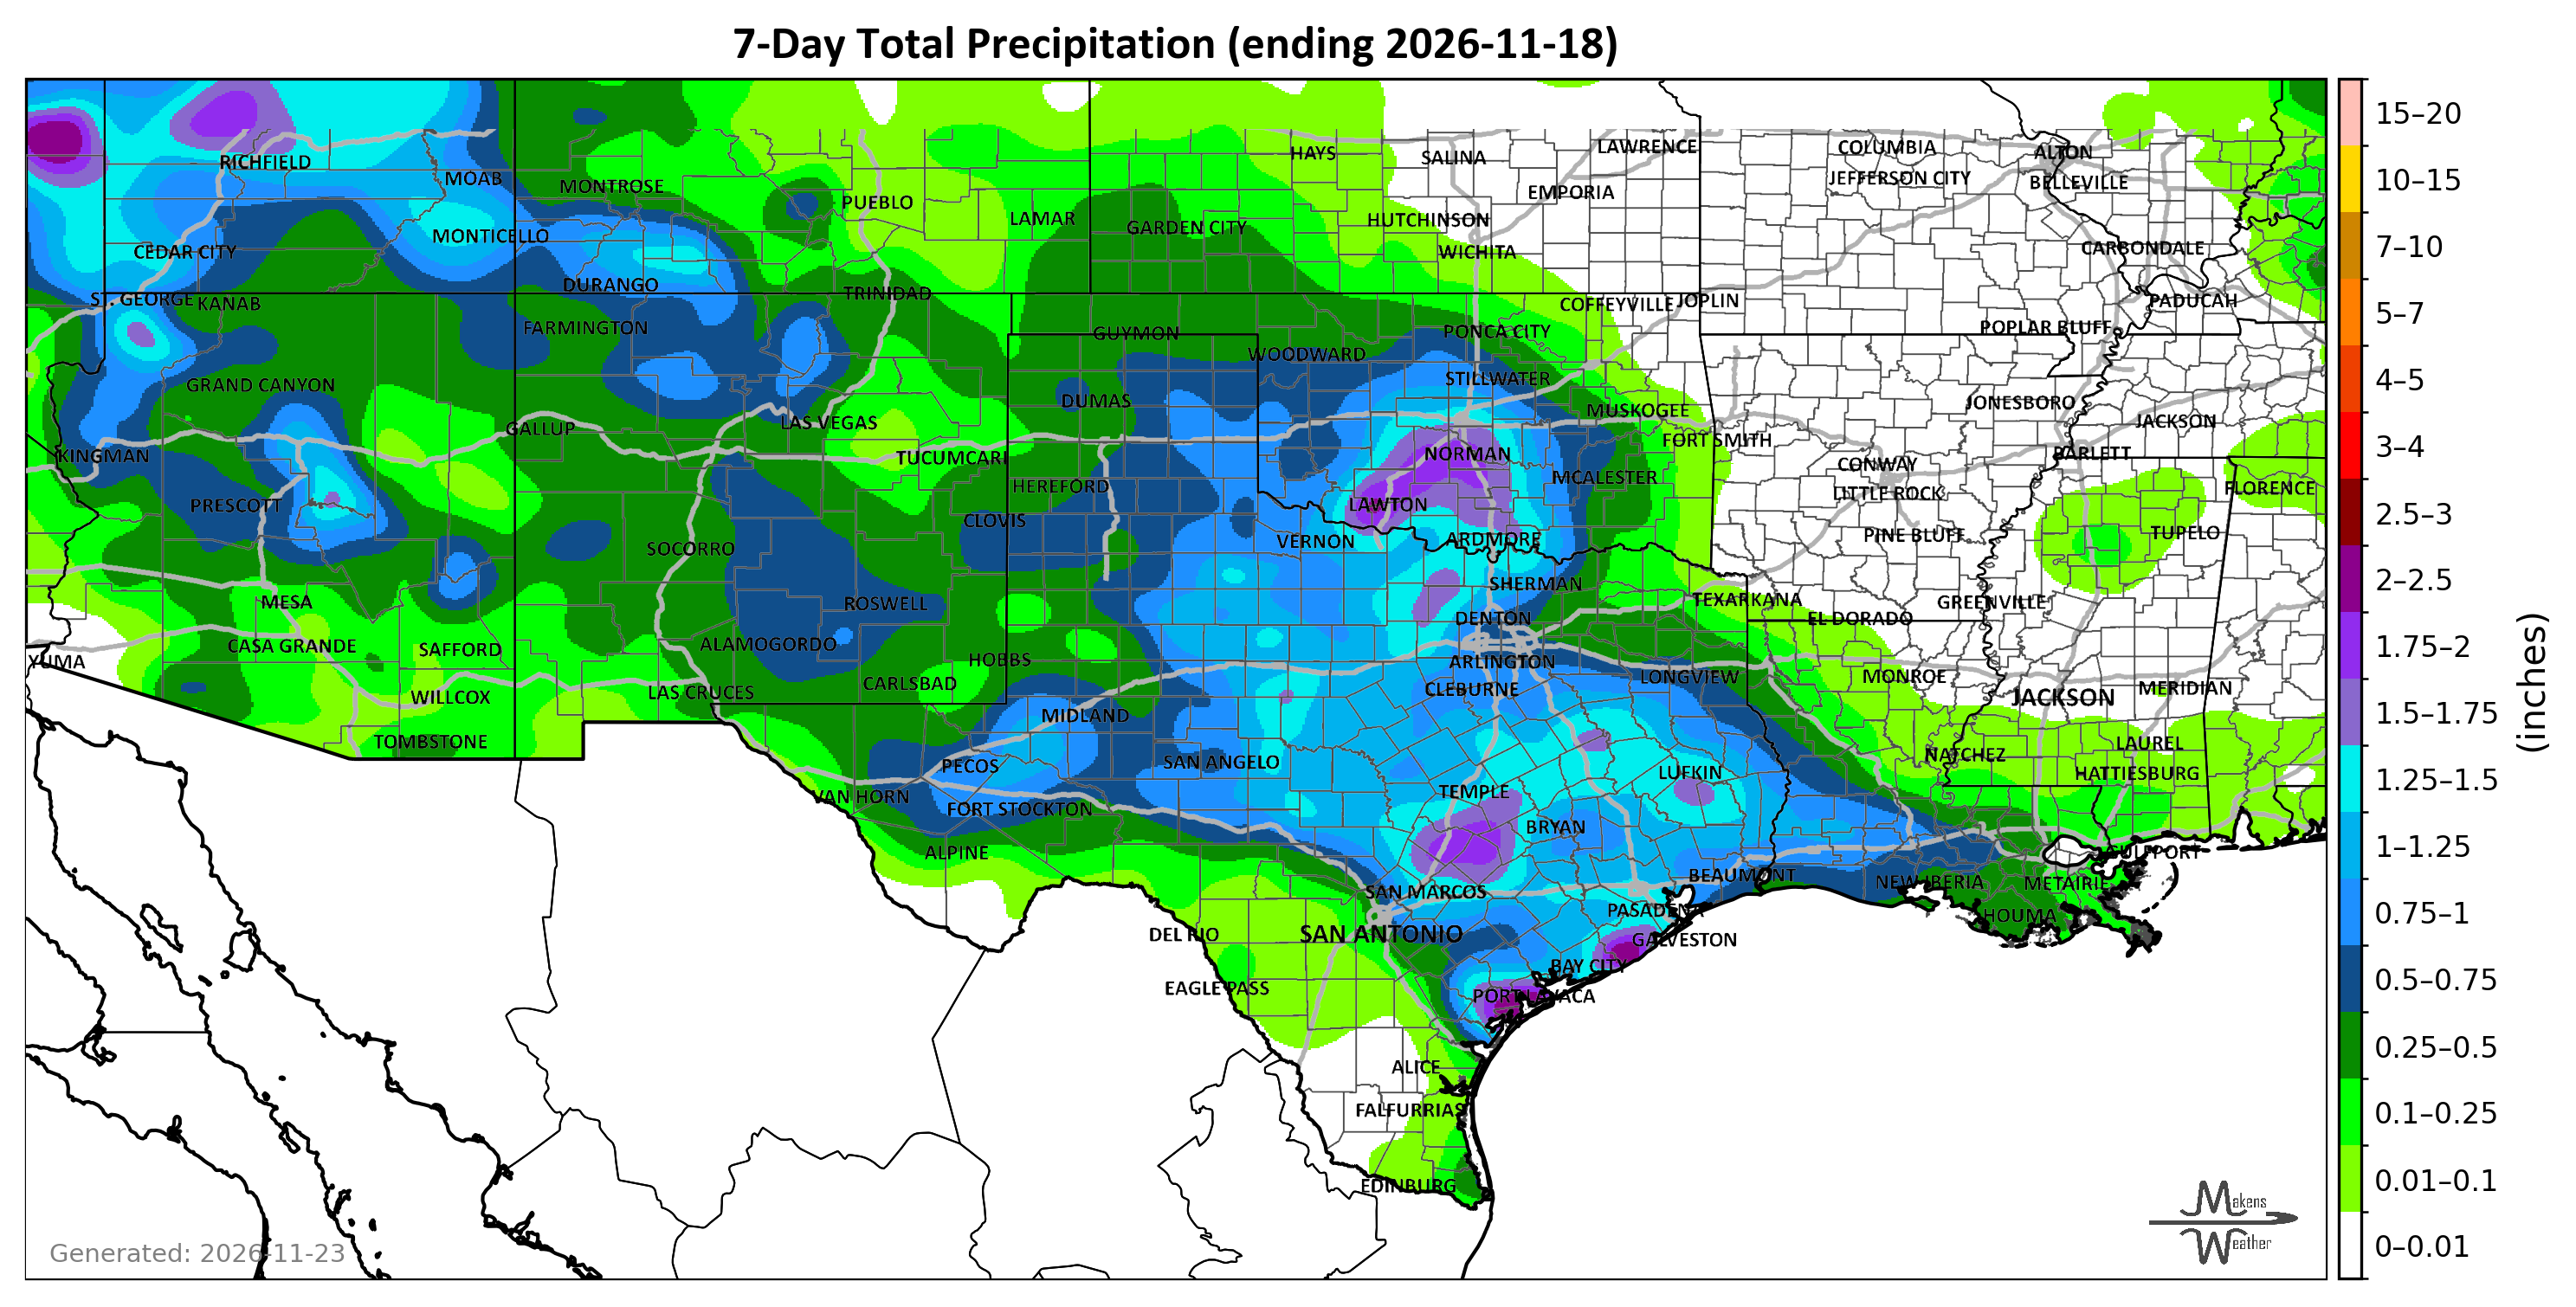 7-Day Total Precipitation (ending 2026-11-18)
RICHFIELD
MOAB
MONTROSE
PUEBLO
LAMAR
HAYS
SALINA
LAWRENCE
COLUMBIA
ALTON
JEFFERSON CITY
BELLEVILLE
EMPORIA
GARDEN CITY
HUTCHINSON
WICHITA
CARBONDALE
CEDAR CITY
MONTICELLO
DURANGO
TRINIDAD
ST. GEORGE
KANAB
COFFEYVILLE
JOPLIN
PADUCAH
FARMINGTON
GUYMON
PONCA CITY
POPLAR BLUFF
WOODWARD
GRAND CANYON
STILLWATER
DUMAS
MUSKOGEE
JONESBORO
JACKSON
LAS VEGAS
GALLUP
FORT SMITH
KINGMAN
TUCUMCARI
NORMAN
CONWAY
BARLETT
MCALESTER
HEREFORD
LITTLE ROCK
FLORENCE
PRESCOTT
LAWTON
CLOVIS
SOCORRO
VERNON
ARDMORE
PINE BLUFF
TUPELO
SHERMAN
MESA
ROSWELL
TEXARKANA
GREENVILLE
DENTON
EL DORADO
CASA GRANDE
SAFFORD
ALAMOGORDO
HOBBS
ARLINGTON
YUMA
LONGVIEW
MONROE
WILLCOX
LAS CRUCES
CARLSBAD
CLEBURNE
JACKSON
MERIDIAN
TOMBSTONE
MIDLAND
LAUREL
NATCHEZ
PECOS
SAN ANGELO
LUFKIN
HATTIESBURG
VAN HORN
FORT STOCKTON
TEMPLE
BRYAN
ALPINE
GULFPORT
SAN MARCOS
BEAUMONT
NEW IBERIA
METAIRIE
PASADENA
HOUMA
DEL RIO
SAN ANTONIO
GALVESTON
BAY CITY
EAGLE PASS
PORT LAVACA
ALICE
FALFURRIAS
EDINBURG
Generated: 2026-11-23
Makens
Weather
15–20
10–15
7–10
5–7
4–5
3–4
2.5–3
2–2.5
1.75–2
1.5–1.75
1.25–1.5
1–1.25
0.75–1
0.5–0.75
0.25–0.5
0.1–0.25
0.01–0.1
0–0.01
(inches)